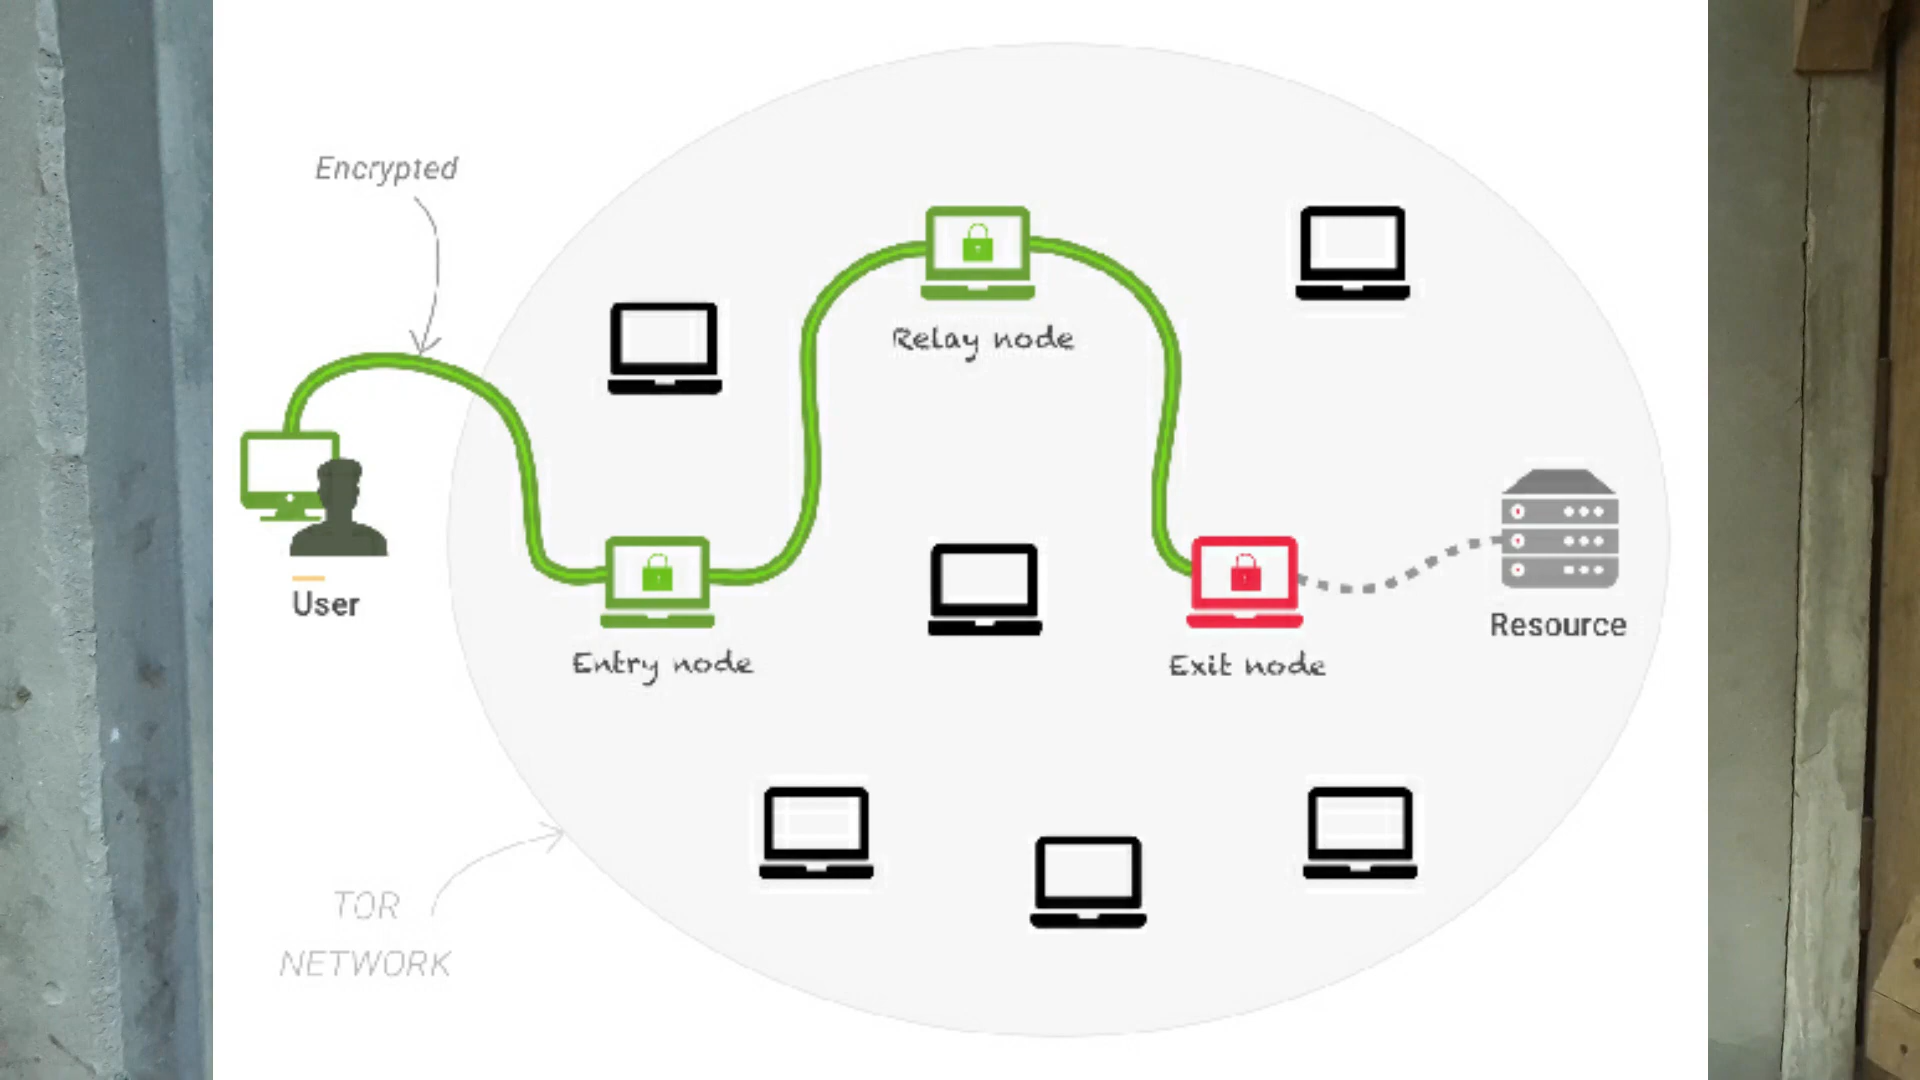 Encrypted
Relay node
User
Entry node
Exit node
Resource
TOR
NETWORK